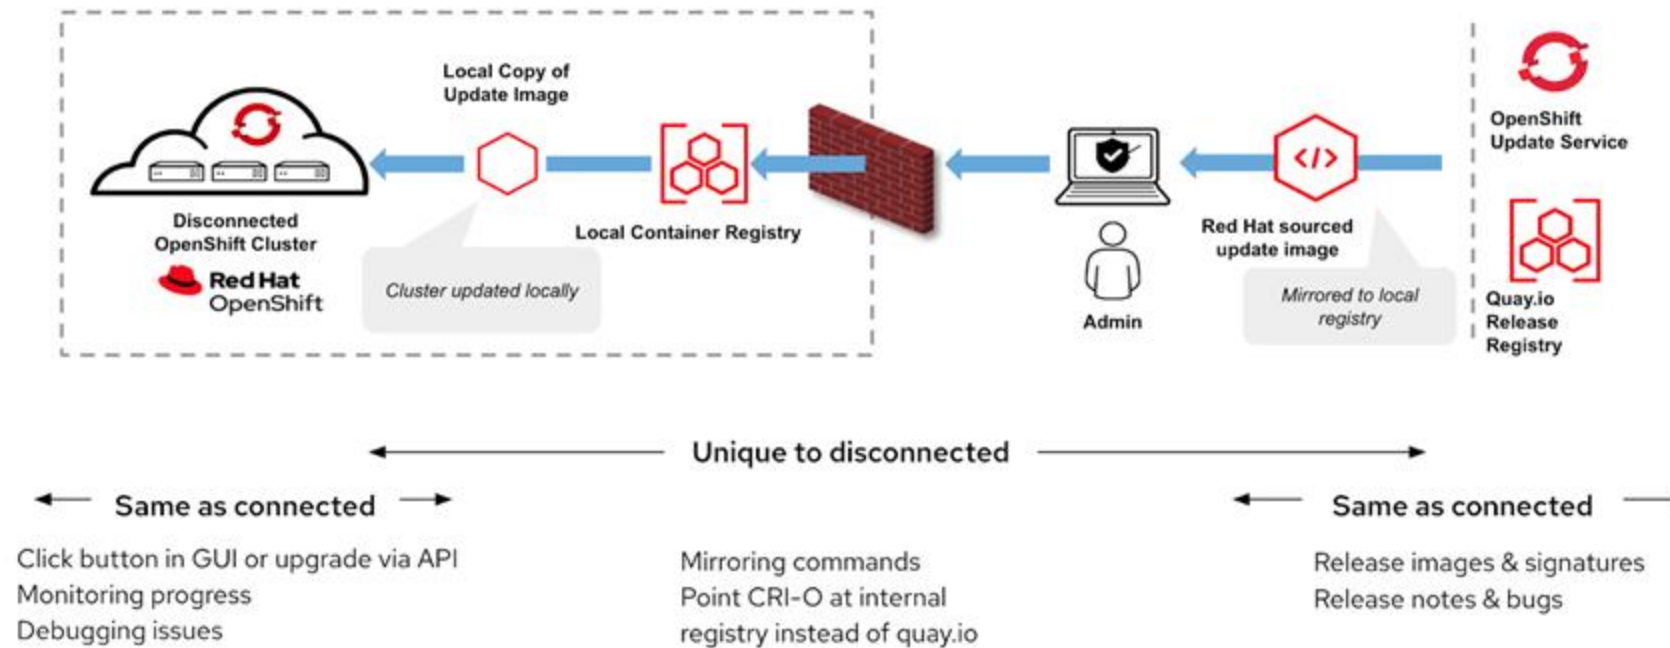 Local Copy of
Update Image
Disconnected
OpenShift Cluster
Red Hat
OpenShift
Cluster updated locally
Local Container Registry
Admin
</>
Red Hat sourced
update image
Mirrored to local
registry
OpenShift
Update Service
Quay.io
Release
Registry
Unique to disconnected
Same as connected
Click button in GUI or upgrade via API
Monitoring progress
Debugging issues
Mirroring commands
Point CRI-O at internal
registry instead of quay.io
Same as connected
Release images & signatures
Release notes & bugs